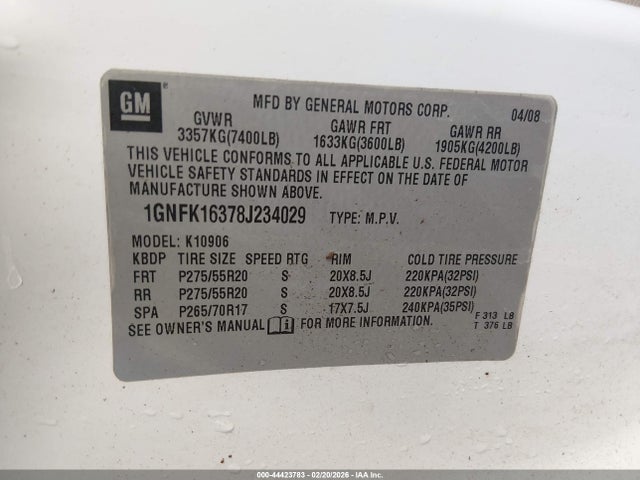 GM
MFD BY GENERAL MOTORS CORP. 04/08
GVWR GAWR FRT GAWR RR
3357KG(7400LB) 1633KG(3600LB) 1905KG(4200LB)
THIS VEHICLE CONFORMS TO ALL APPLICABLE U.S. FEDERAL MOTOR
VEHICLE SAFETY STANDARDS IN EFFECT ON THE DATE OF
MANUFACTURE SHOWN ABOVE.
1GNFK16378J234029 TYPE: M.P.V.
MODEL: K10906
KBDP TIRE SIZE SPEED RTG RIM COLD TIRE PRESSURE
FRT P275/55R20 S 20X8.5J 220KPA(32PSI)
RR P275/55R20 S 20X8.5J 220KPA(32PSI)
SPA P265/70R17 S 17X7.5J 240KPA(35PSI)
F 313 LB
SEE OWNER'S MANUAL FOR MORE INFORMATION.
T 376 LB
000-44423783 - 02/20/2026 - IAAI Inc.